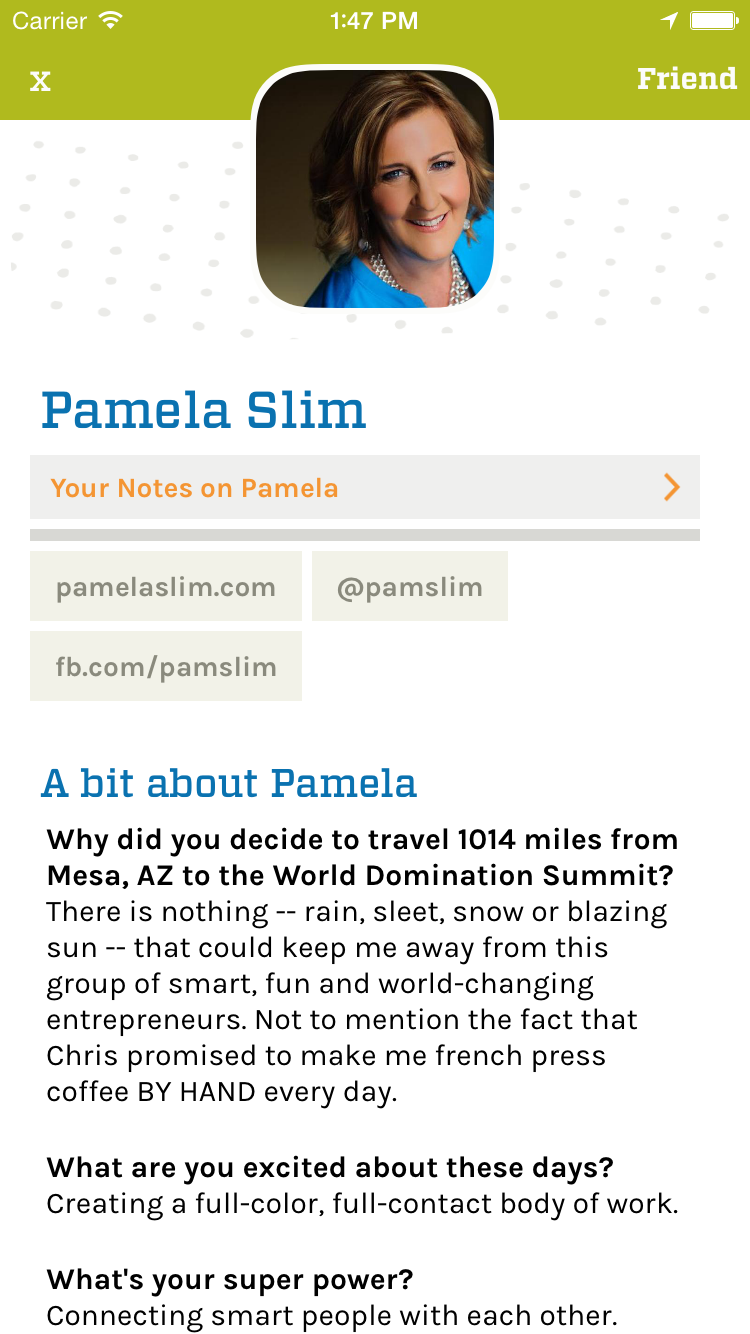 Carrier 1:47 PM
x Friend
Pamela Slim
Your Notes on Pamela
pamelaslim.com @pamslim
fb.com/pamslim
A bit about Pamela
Why did you decide to travel 1014 miles from
Mesa, AZ to the World Domination Summit?
There is nothing -- rain, sleet, snow or blazing
sun -- that could keep me away from this
group of smart, fun and world-changing
entrepreneurs. Not to mention the fact that
Chris promised to make me french press
coffee BY HAND every day.
What are you excited about these days?
Creating a full-color, full-contact body of work.
What's your super power?
Connecting smart people with each other.